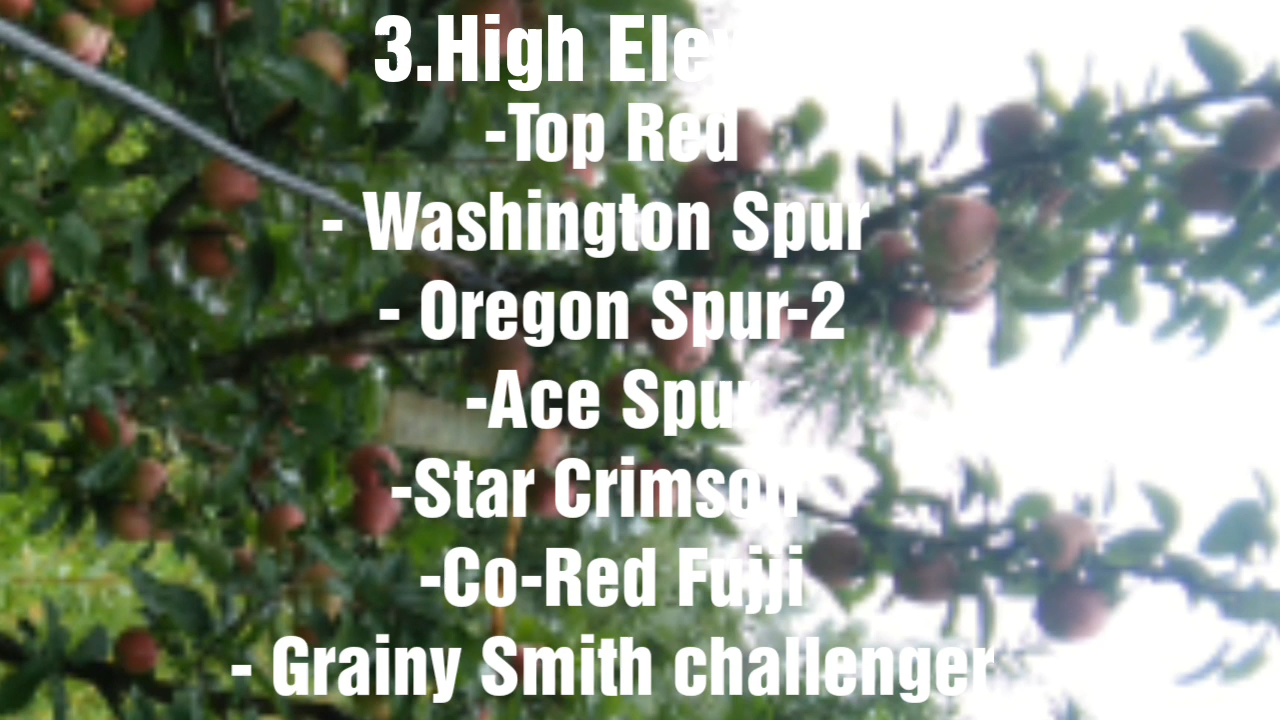 3.High
-Top Red
- Washington Spur
- Oregon Spur-2
-Ace Spur
-Star Crimson
-Co-Red Fujji
- Grainy Smith challenger